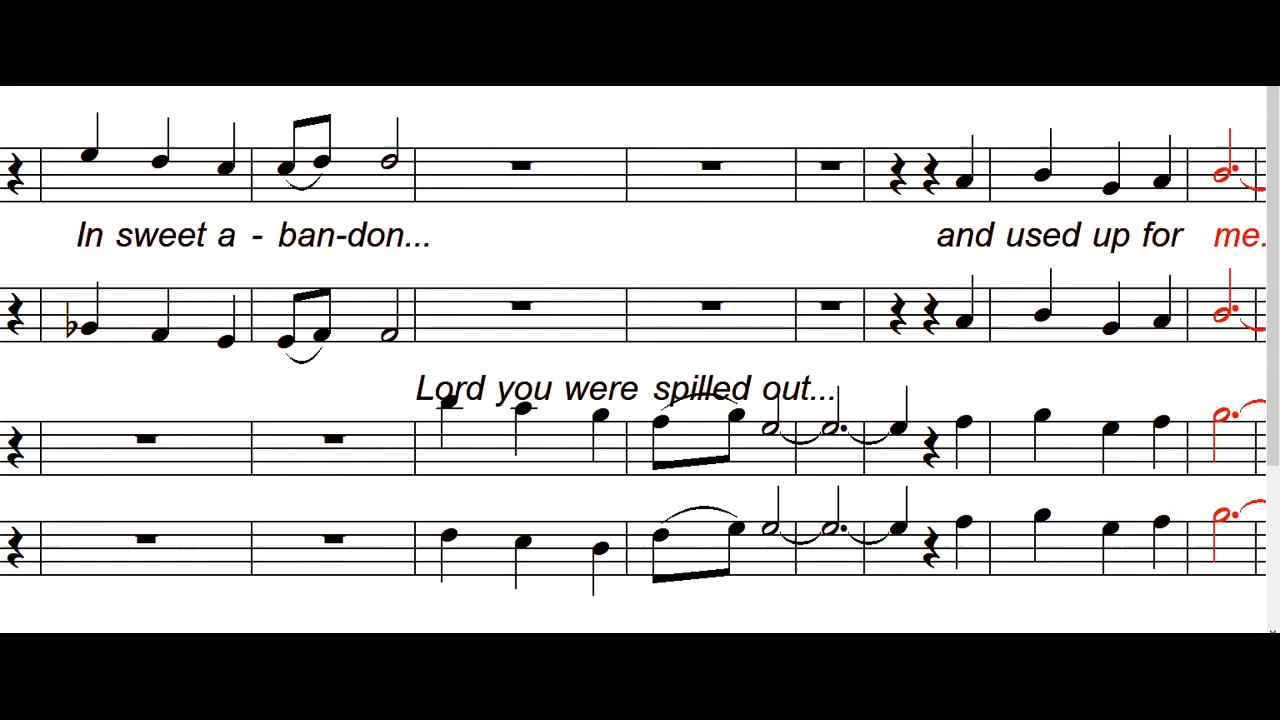 In sweet a - ban-don... and used up for me.
Lord you were spilled out...